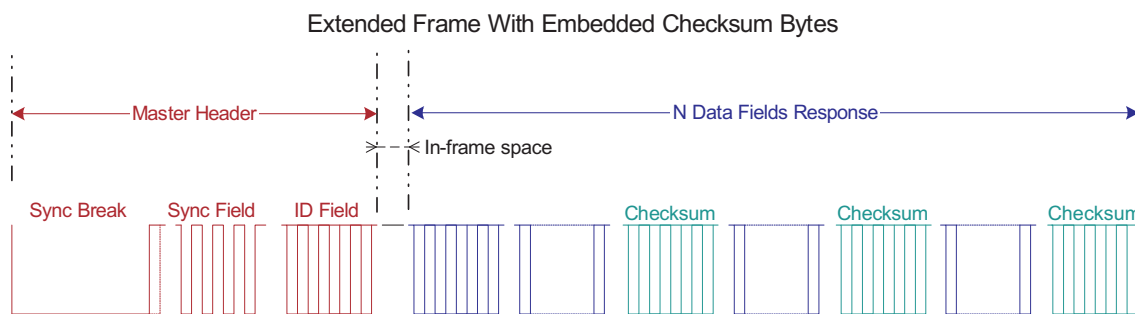 Extended Frame With Embedded Checksum Bytes
Master Header
N Data Fields Response
In-frame space
Sync Break
Sync Field
ID Field
Checksum
Checksum
Checksum